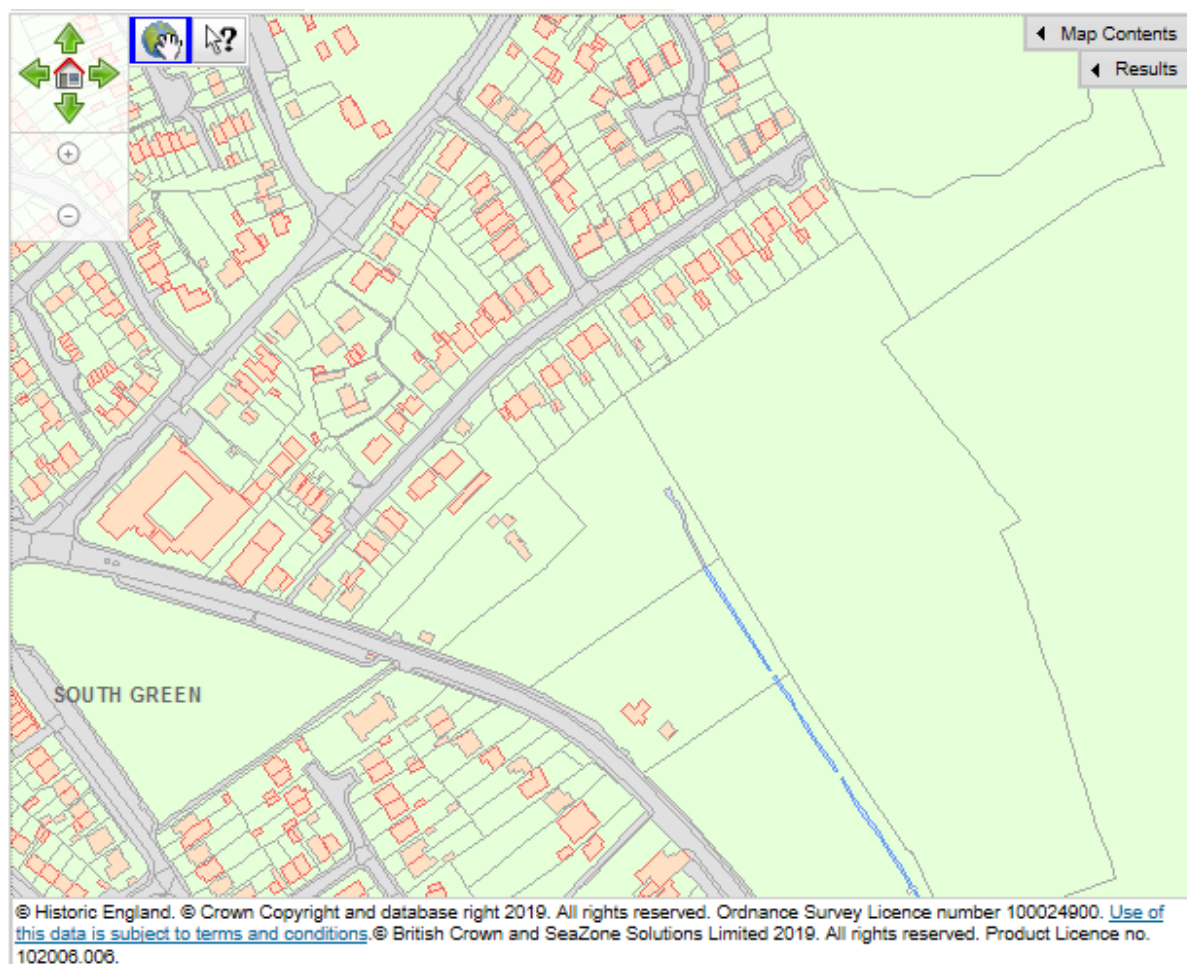 Map Contents
Results
SOUTH GREEN
© Historic England. © Crown Copyright and database right 2019. All rights reserved. Ordnance Survey Licence number 100024900. Use of
this data is subject to terms and conditions.© British Crown and SeaZone Solutions Limited 2019. All rights reserved. Product Licence no.
102006.006.